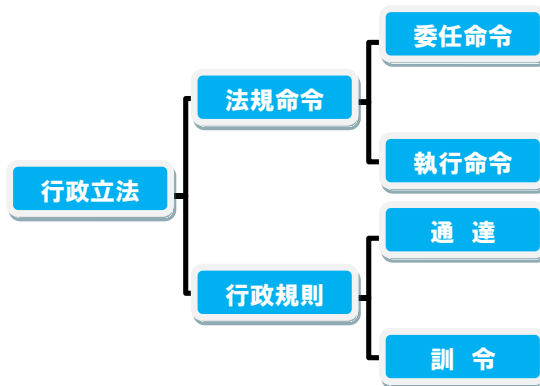 行政立法
法規命令
委任命令
執行命令
行政規則
通 達
訓 令